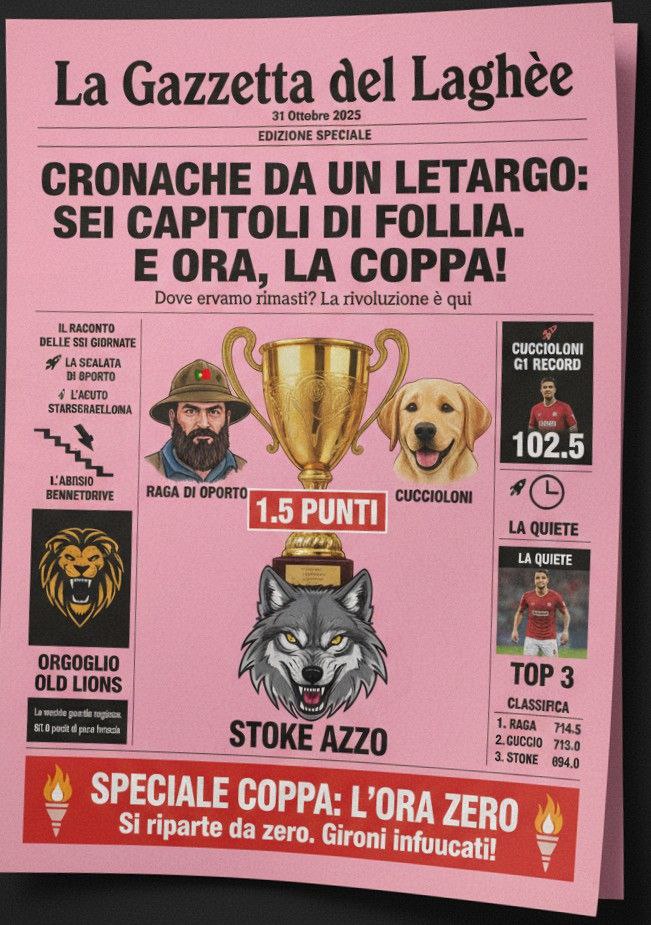 La Gazzetta del Laghèe
31 Ottobre 2025
EDIZIONE SPECIALE
CRONACHE DA UN LETARGO:
SEI CAPITOLI DI FOLLIA.
E ORA, LA COPPA!
Dove ervamo rimasti? La rivoluzione è qui
IL RACONTO
DELLE SSI GIORNATE
LA SCALATA
DI OPORTO
L'ACUTO
STARSGRAELLONA
L'ABISIO
BENNETDRIVE
ORGOGLIO
OLD LIONS
RAGA DI OPORTO
CUCCIOLONI
1.5 PUNTI
STOKE AZZO
CUCCIOLONI
G1 RECORD
102.5
LA QUIETE
LA QUIETE
TOP 3
CLASSIFICA
1. RAGA 714.5
2. CUCCIO 713.0
3. STOKE 694.0
SPECIALE COPPA: L'ORA ZERO
Si riparte da zero. Gironi infuucati!